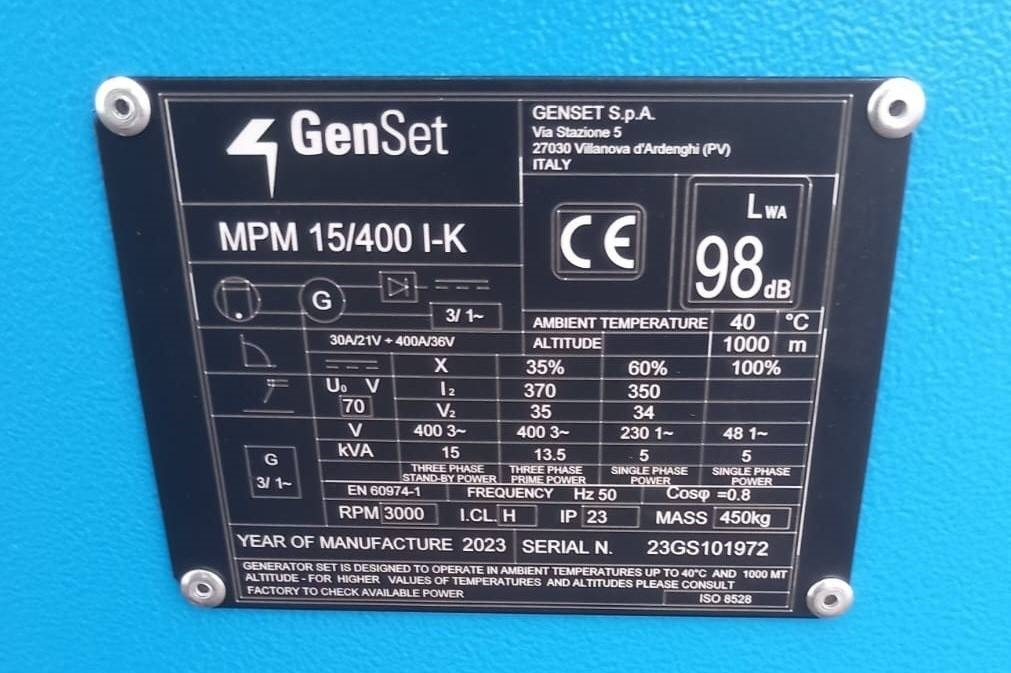 GenSet
GENSET S.p.A.
Via Stazione 5
27030 Villanova d'Ardenghi (PV)
ITALY
MPM 15/400 I-K
CE
LWA
98 dB
G
3/ 1~
AMBIENT TEMPERATURE 40 °C
ALTITUDE 1000 m
30A/21V ÷ 400A/36V
X 35% 60% 100%
U₀ V I₂ 370 350
70 V₂ 35 34
V 400 3~ 400 3~ 230 1~ 48 1~
kVA 15 13.5 5 5
THREE PHASE STAND-BY POWER THREE PHASE PRIME POWER SINGLE PHASE POWER SINGLE PHASE POWER
G
3/ 1~
EN 60974-1 FREQUENCY Hz 50 Cosφ =0.8
RPM 3000 I.CL. H IP 23 MASS 450kg
YEAR OF MANUFACTURE 2023 SERIAL N. 23GS101972
GENERATOR SET IS DESIGNED TO OPERATE IN AMBIENT TEMPERATURES UP TO 40°C AND 1000 MT
ALTITUDE - FOR HIGHER VALUES OF TEMPERATURES AND ALTITUDES PLEASE CONSULT
FACTORY TO CHECK AVAILABLE POWER
ISO 8528